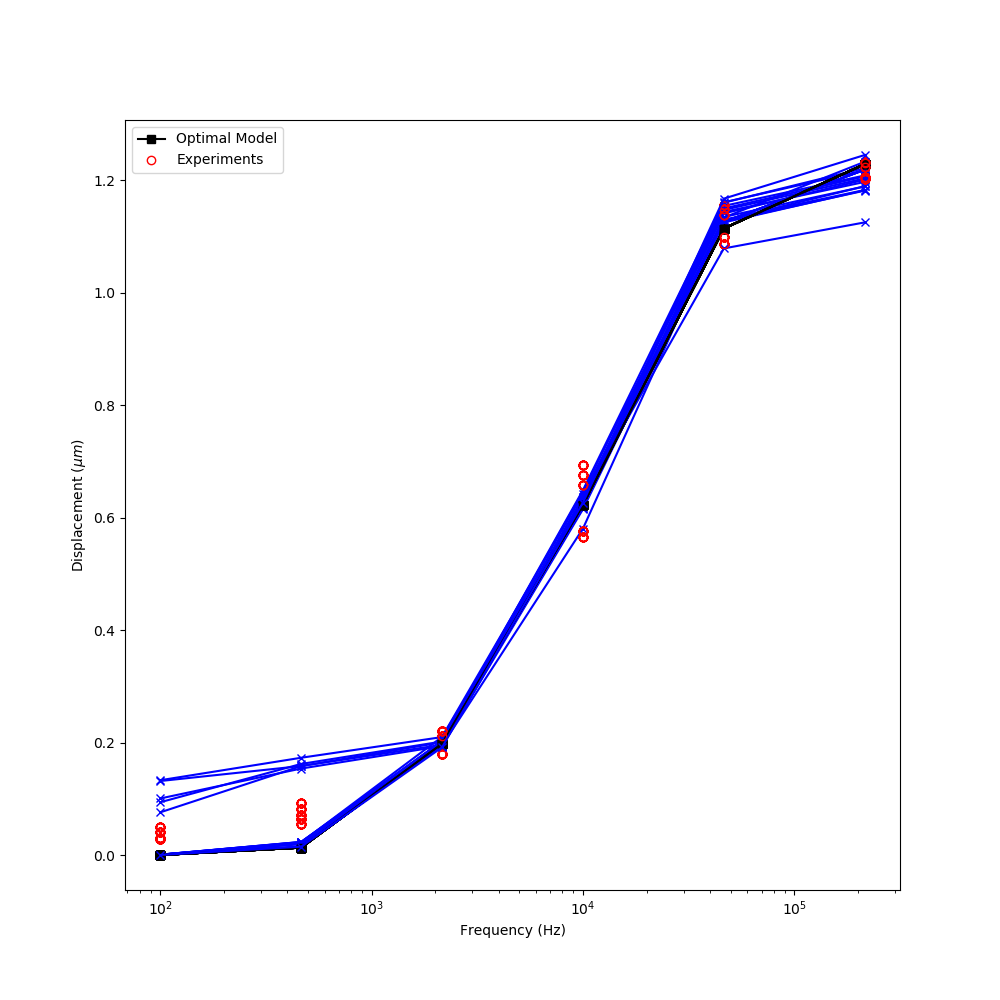 Optimal Model
Experiments
1.2
1.0
0.8
0.6
0.4
0.2
0.0
Displacement (μm)
10²
10³
10⁴
10⁵
Frequency (Hz)